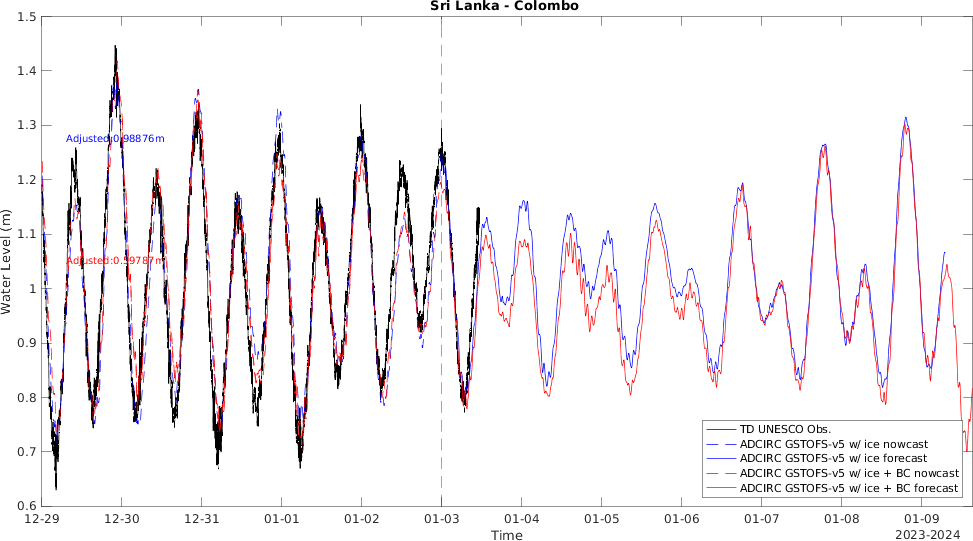 Sri Lanka - Colombo
Water Level (m)
1.5
1.4
1.3
1.2
1.1
1
0.9
0.8
0.7
0.6
Adjusted:0.98876m
Adjusted:0.59787m
TD UNESCO Obs.
ADCIRC GSTOFS-v5 w/ ice nowcast
ADCIRC GSTOFS-v5 w/ ice forecast
ADCIRC GSTOFS-v5 w/ ice + BC nowcast
ADCIRC GSTOFS-v5 w/ ice + BC forecast
12-29 12-30 12-31 01-01 01-02 01-03 01-04 01-05 01-06 01-07 01-08 01-09
Time
2023-2024